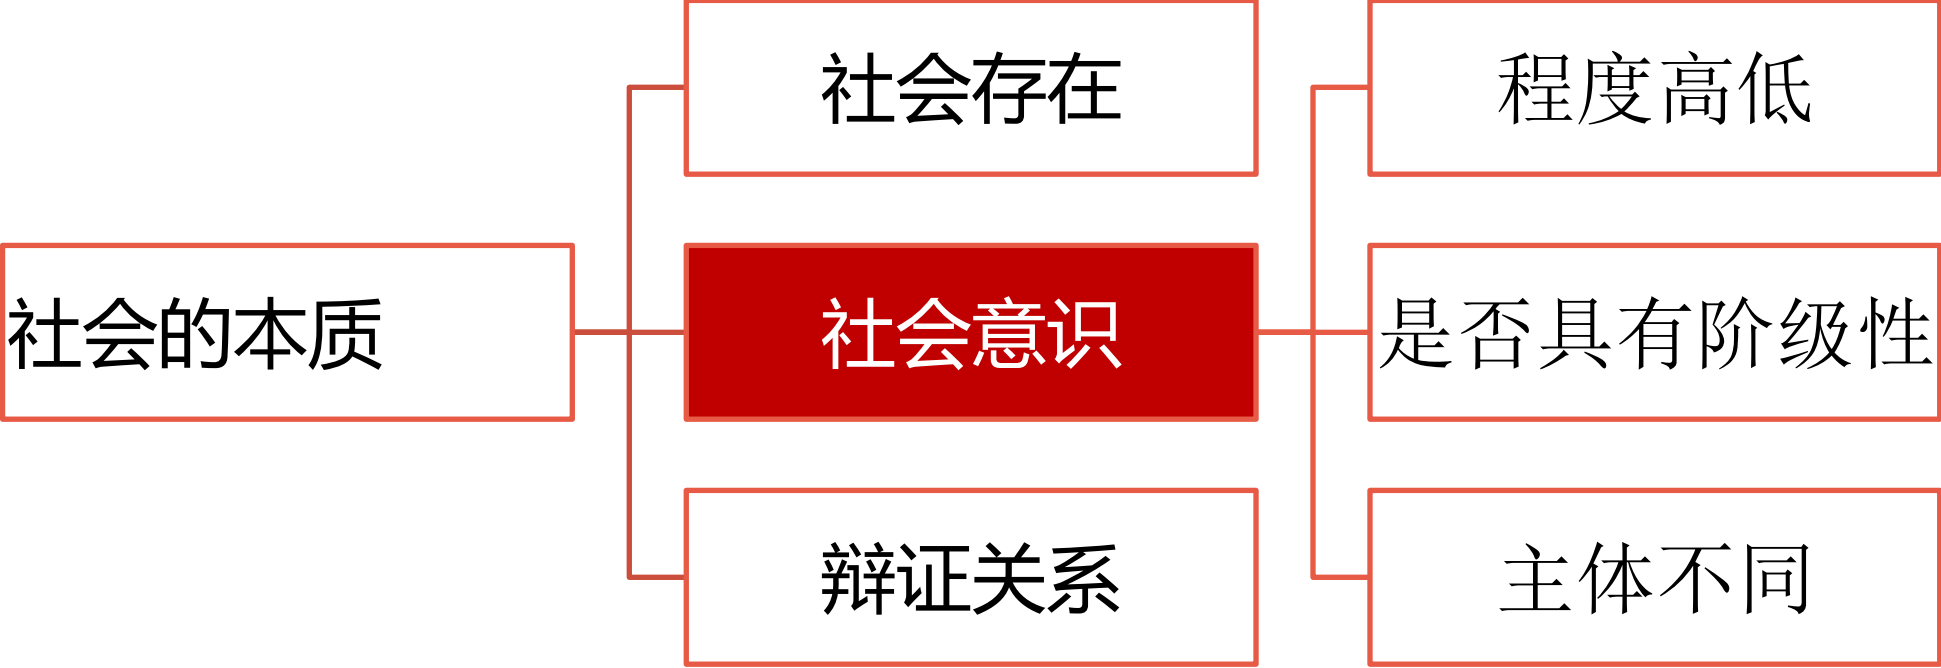 社会的本质
社会存在
社会意识
辩证关系
程度高低
是否具有阶级性
主体不同